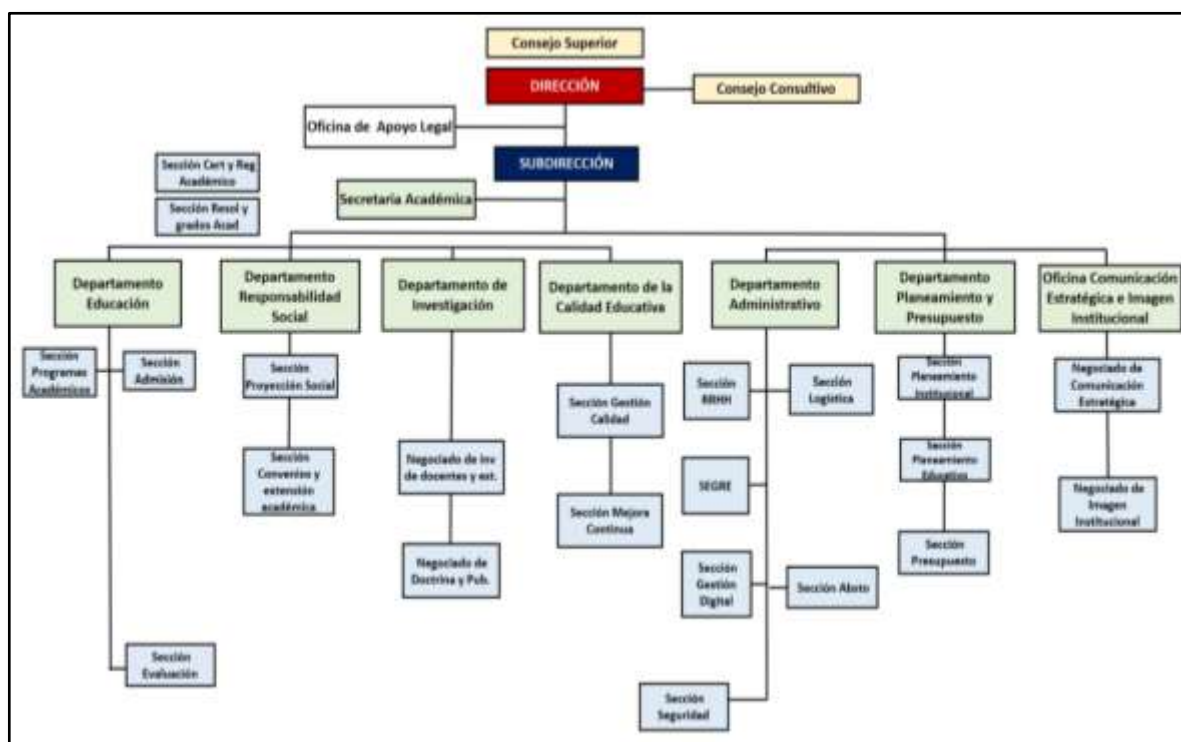 Consejo Superior
DIRECCIÓN
Consejo Consultivo
Oficina de Apoyo Legal
SUBDIRECCIÓN
Sección Cert y Reg
Académico
Secretaría Académica
Sección Resol y
grados Acad
Departamento
Educación
Departamento
Responsabilidad
Social
Departamento de
Investigación
Departamento de la
Calidad Educativa
Departamento
Administrativo
Departamento
Planeamiento y
Presupuesto
Oficina Comunicación
Estratégica e Imagen
Institucional
Sección
Programas
Académicos
Sección
Admisión
Sección
Proyección Social
Sección
Convenios y
extensión
académica
Negociado de inv
de docentes y est.
Negociado de
Doctrina y Pub.
Sección Gestión
Calidad
Sección Mejora
Continua
Sección
RRHH
Sección
Logística
SEGRE
Sección
Gestión
Digital
Sección Absto
Sección
Seguridad
Sección
Planeamiento
Institucional
Sección
Planeamiento
Educativo
Sección
Presupuesto
Negociado de
Comunicación
Estratégica
Negociado de
Imagen
Institucional
Sección
Evaluación